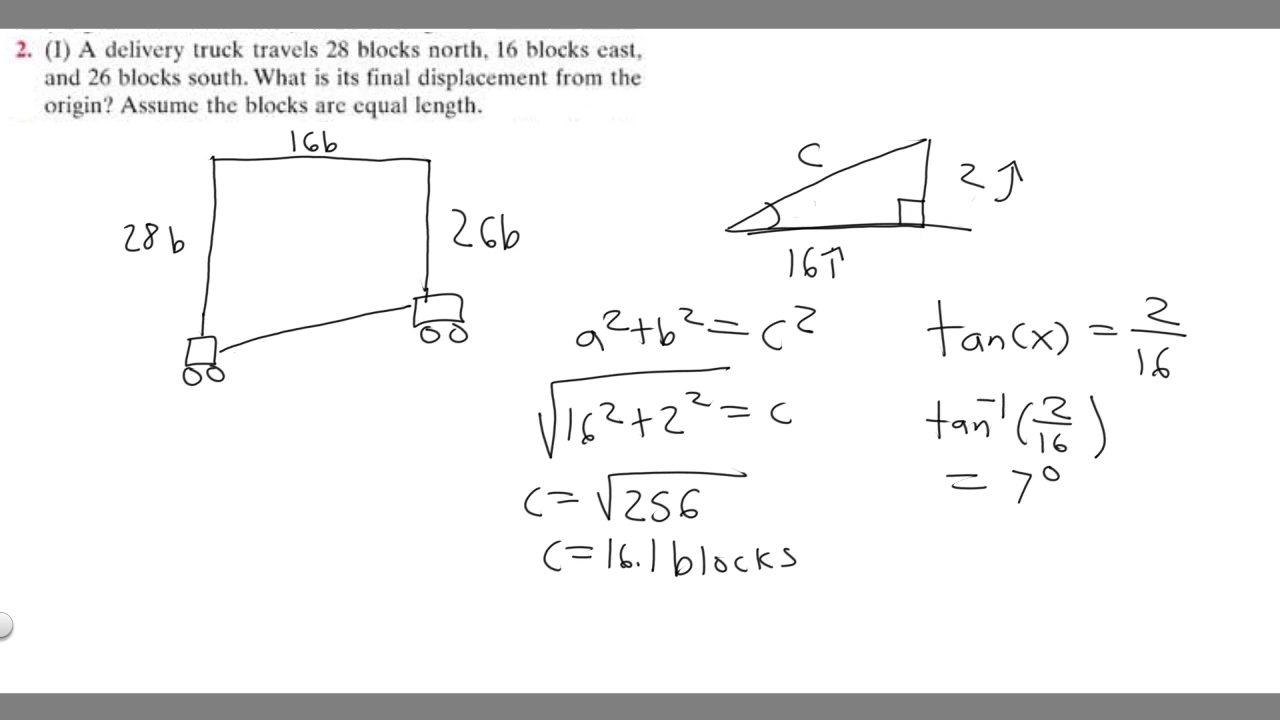 2. (I) A delivery truck travels 28 blocks north, 16 blocks east,
and 26 blocks south. What is its final displacement from the
origin? Assume the blocks are equal length.
16b
28b
26b
c
2↑
16↑
a²+b²=c²
√16²+2² = c
c=√256
c=16.1 blocks
tan(x) = 2/16
tan⁻¹(2/16)
= 7°